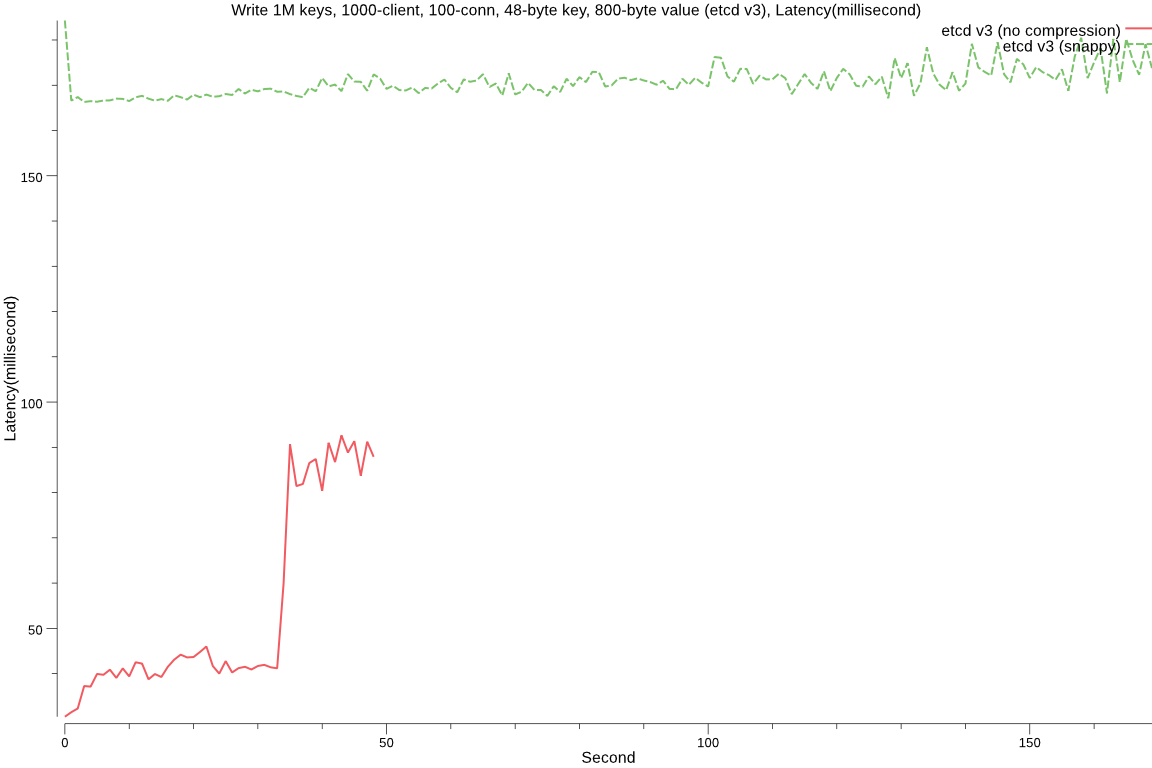 Write 1M keys, 1000-client, 100-conn, 48-byte key, 800-byte value (etcd v3), Latency(millisecond)
etcd v3 (no compression)
etcd v3 (snappy)
150
100
50
Latency(millisecond)
0
50
100
150
Second